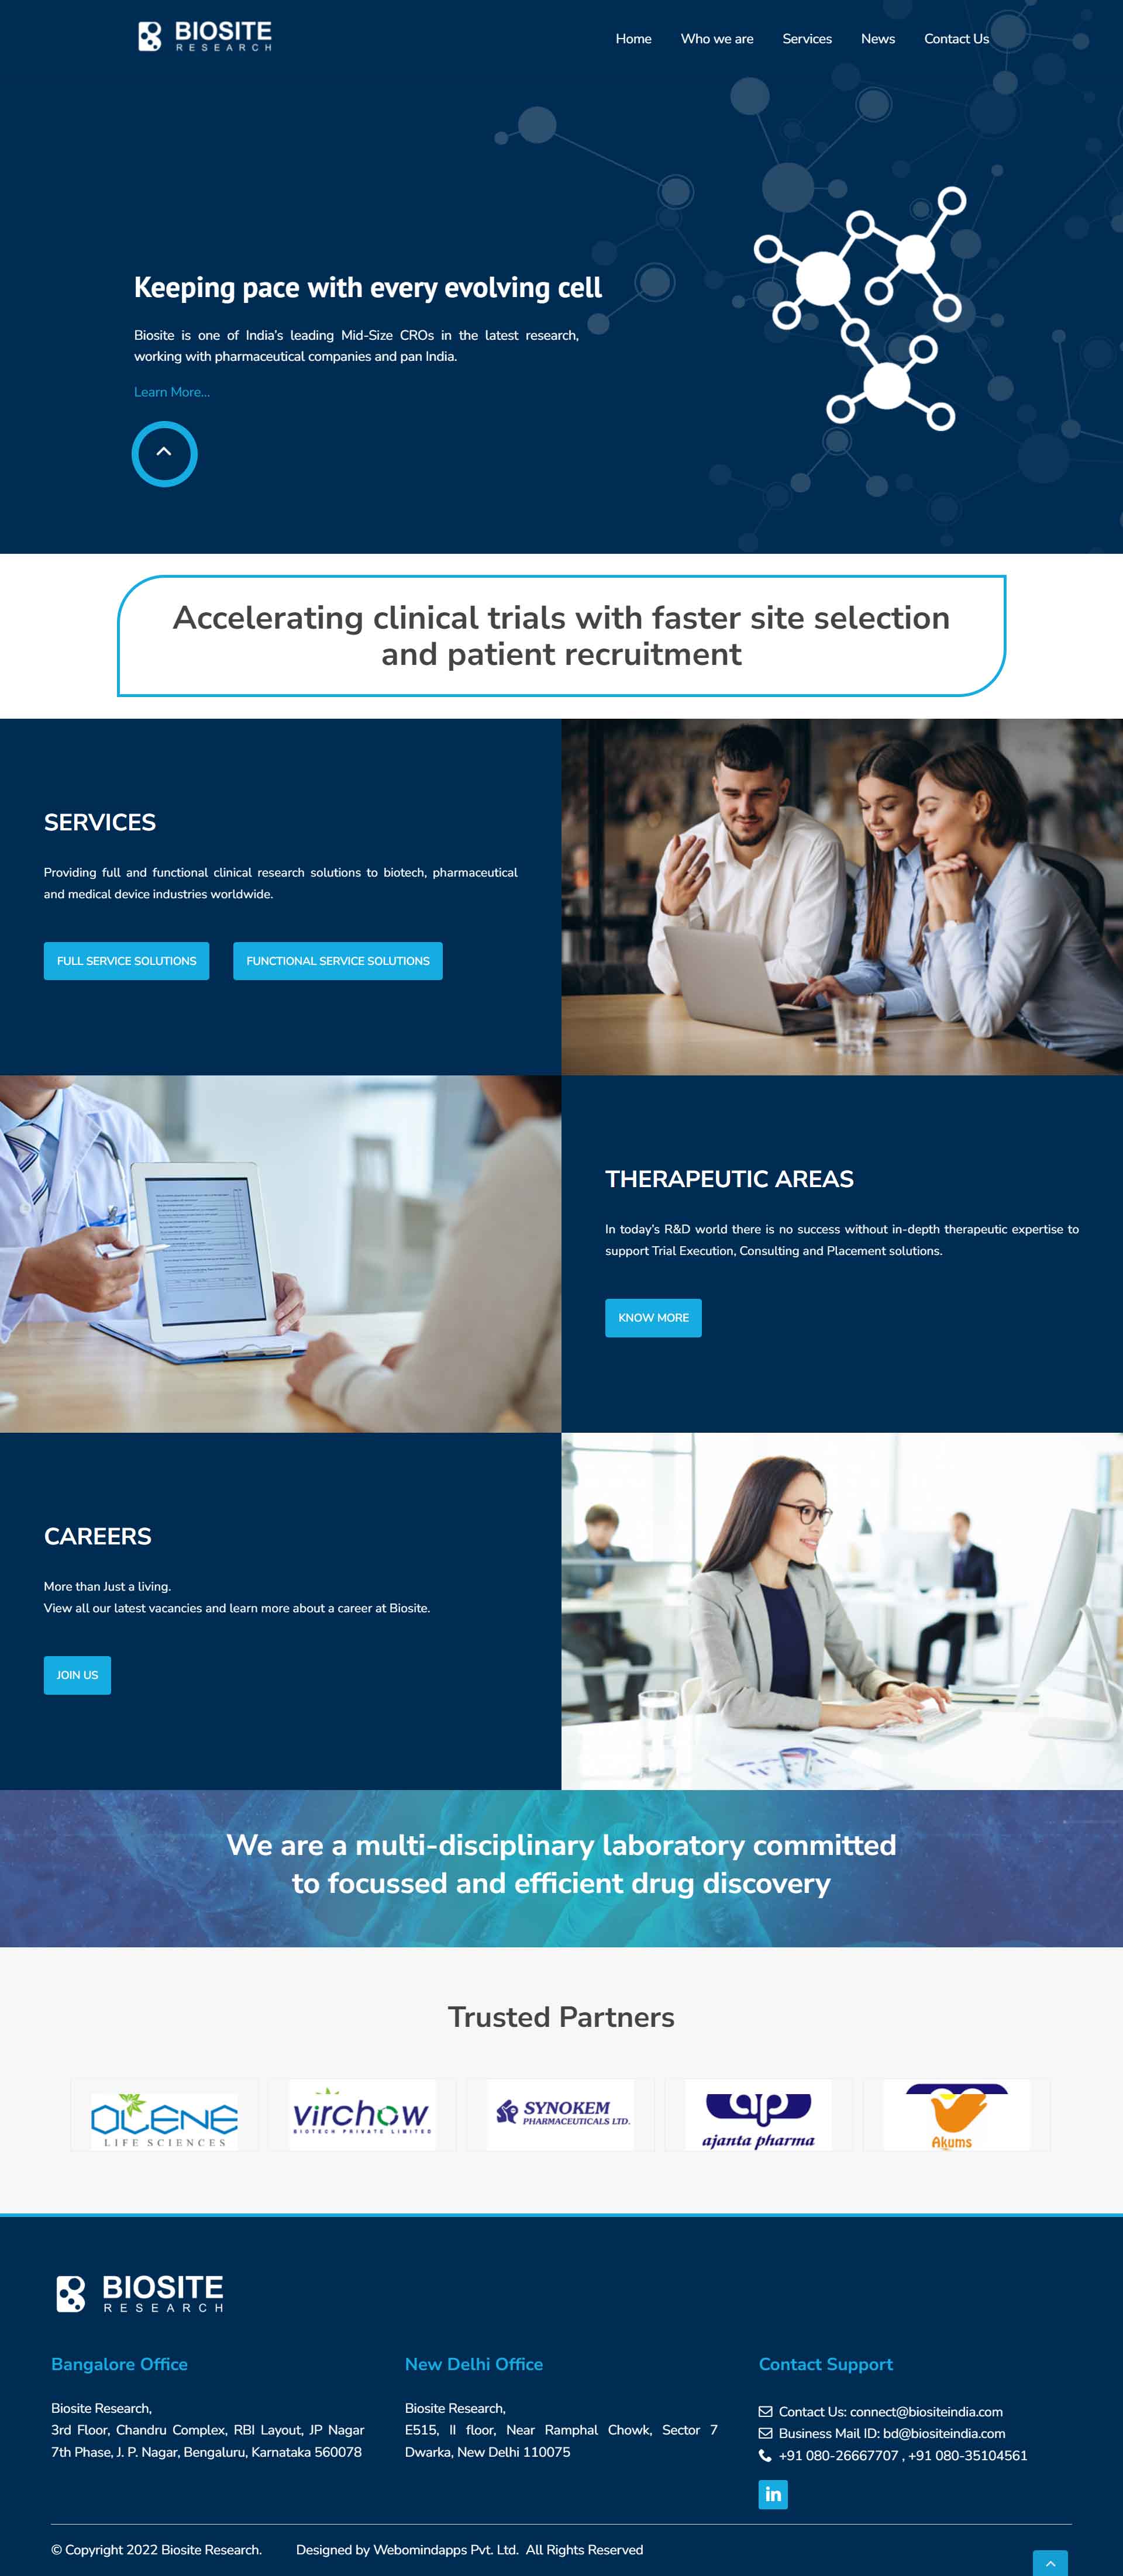 BIOSITE
RESEARCH
Home Who we are Services News Contact Us
Keeping pace with every evolving cell
Biosite is one of India's leading Mid-Size CROs in the latest research,
working with pharmaceutical companies and pan India.
Learn More...
Accelerating clinical trials with faster site selection
and patient recruitment
SERVICES
Providing full and functional clinical research solutions to biotech, pharmaceutical
and medical device industries worldwide.
FULL SERVICE SOLUTIONS FUNCTIONAL SERVICE SOLUTIONS
THERAPEUTIC AREAS
In today's R&D world there is no success without in-depth therapeutic expertise to
support Trial Execution, Consulting and Placement solutions.
KNOW MORE
CAREERS
More than Just a living.
View all our latest vacancies and learn more about a career at Biosite.
JOIN US
We are a multi-disciplinary laboratory committed
to focussed and efficient drug discovery
Trusted Partners
OLENE
LIFE SCIENCES
virchow
BIOTECH PRIVATE LIMITED
SYNOKEM
PHARMACEUTICALS LTD.
ap
ajanta pharma
Akums
BIOSITE
RESEARCH
Bangalore Office
Biosite Research,
3rd Floor, Chandru Complex, RBI Layout, JP Nagar
7th Phase, J. P. Nagar, Bengaluru, Karnataka 560078
New Delhi Office
Biosite Research,
E515, II floor, Near Ramphal Chowk, Sector 7
Dwarka, New Delhi 110075
Contact Support
Contact Us: connect@biositeindia.com
Business Mail ID: bd@biositeindia.com
+91 080-26667707 , +91 080-35104561
in
© Copyright 2022 Biosite Research. Designed by Webomindapps Pvt. Ltd. All Rights Reserved